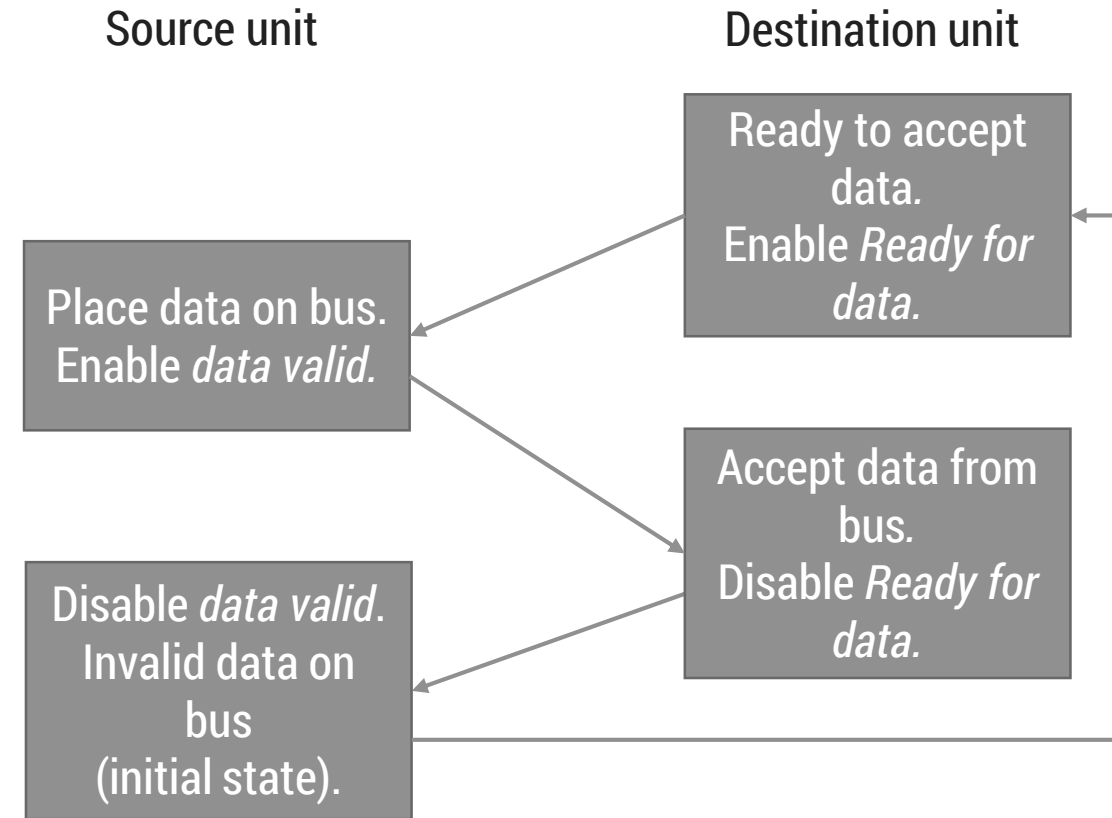 Source unit
Destination unit
Ready to accept
data.
Enable Ready for
data.
Place data on bus.
Enable data valid.
Accept data from
bus.
Disable Ready for
data.
Disable data valid.
Invalid data on
bus
(initial state).